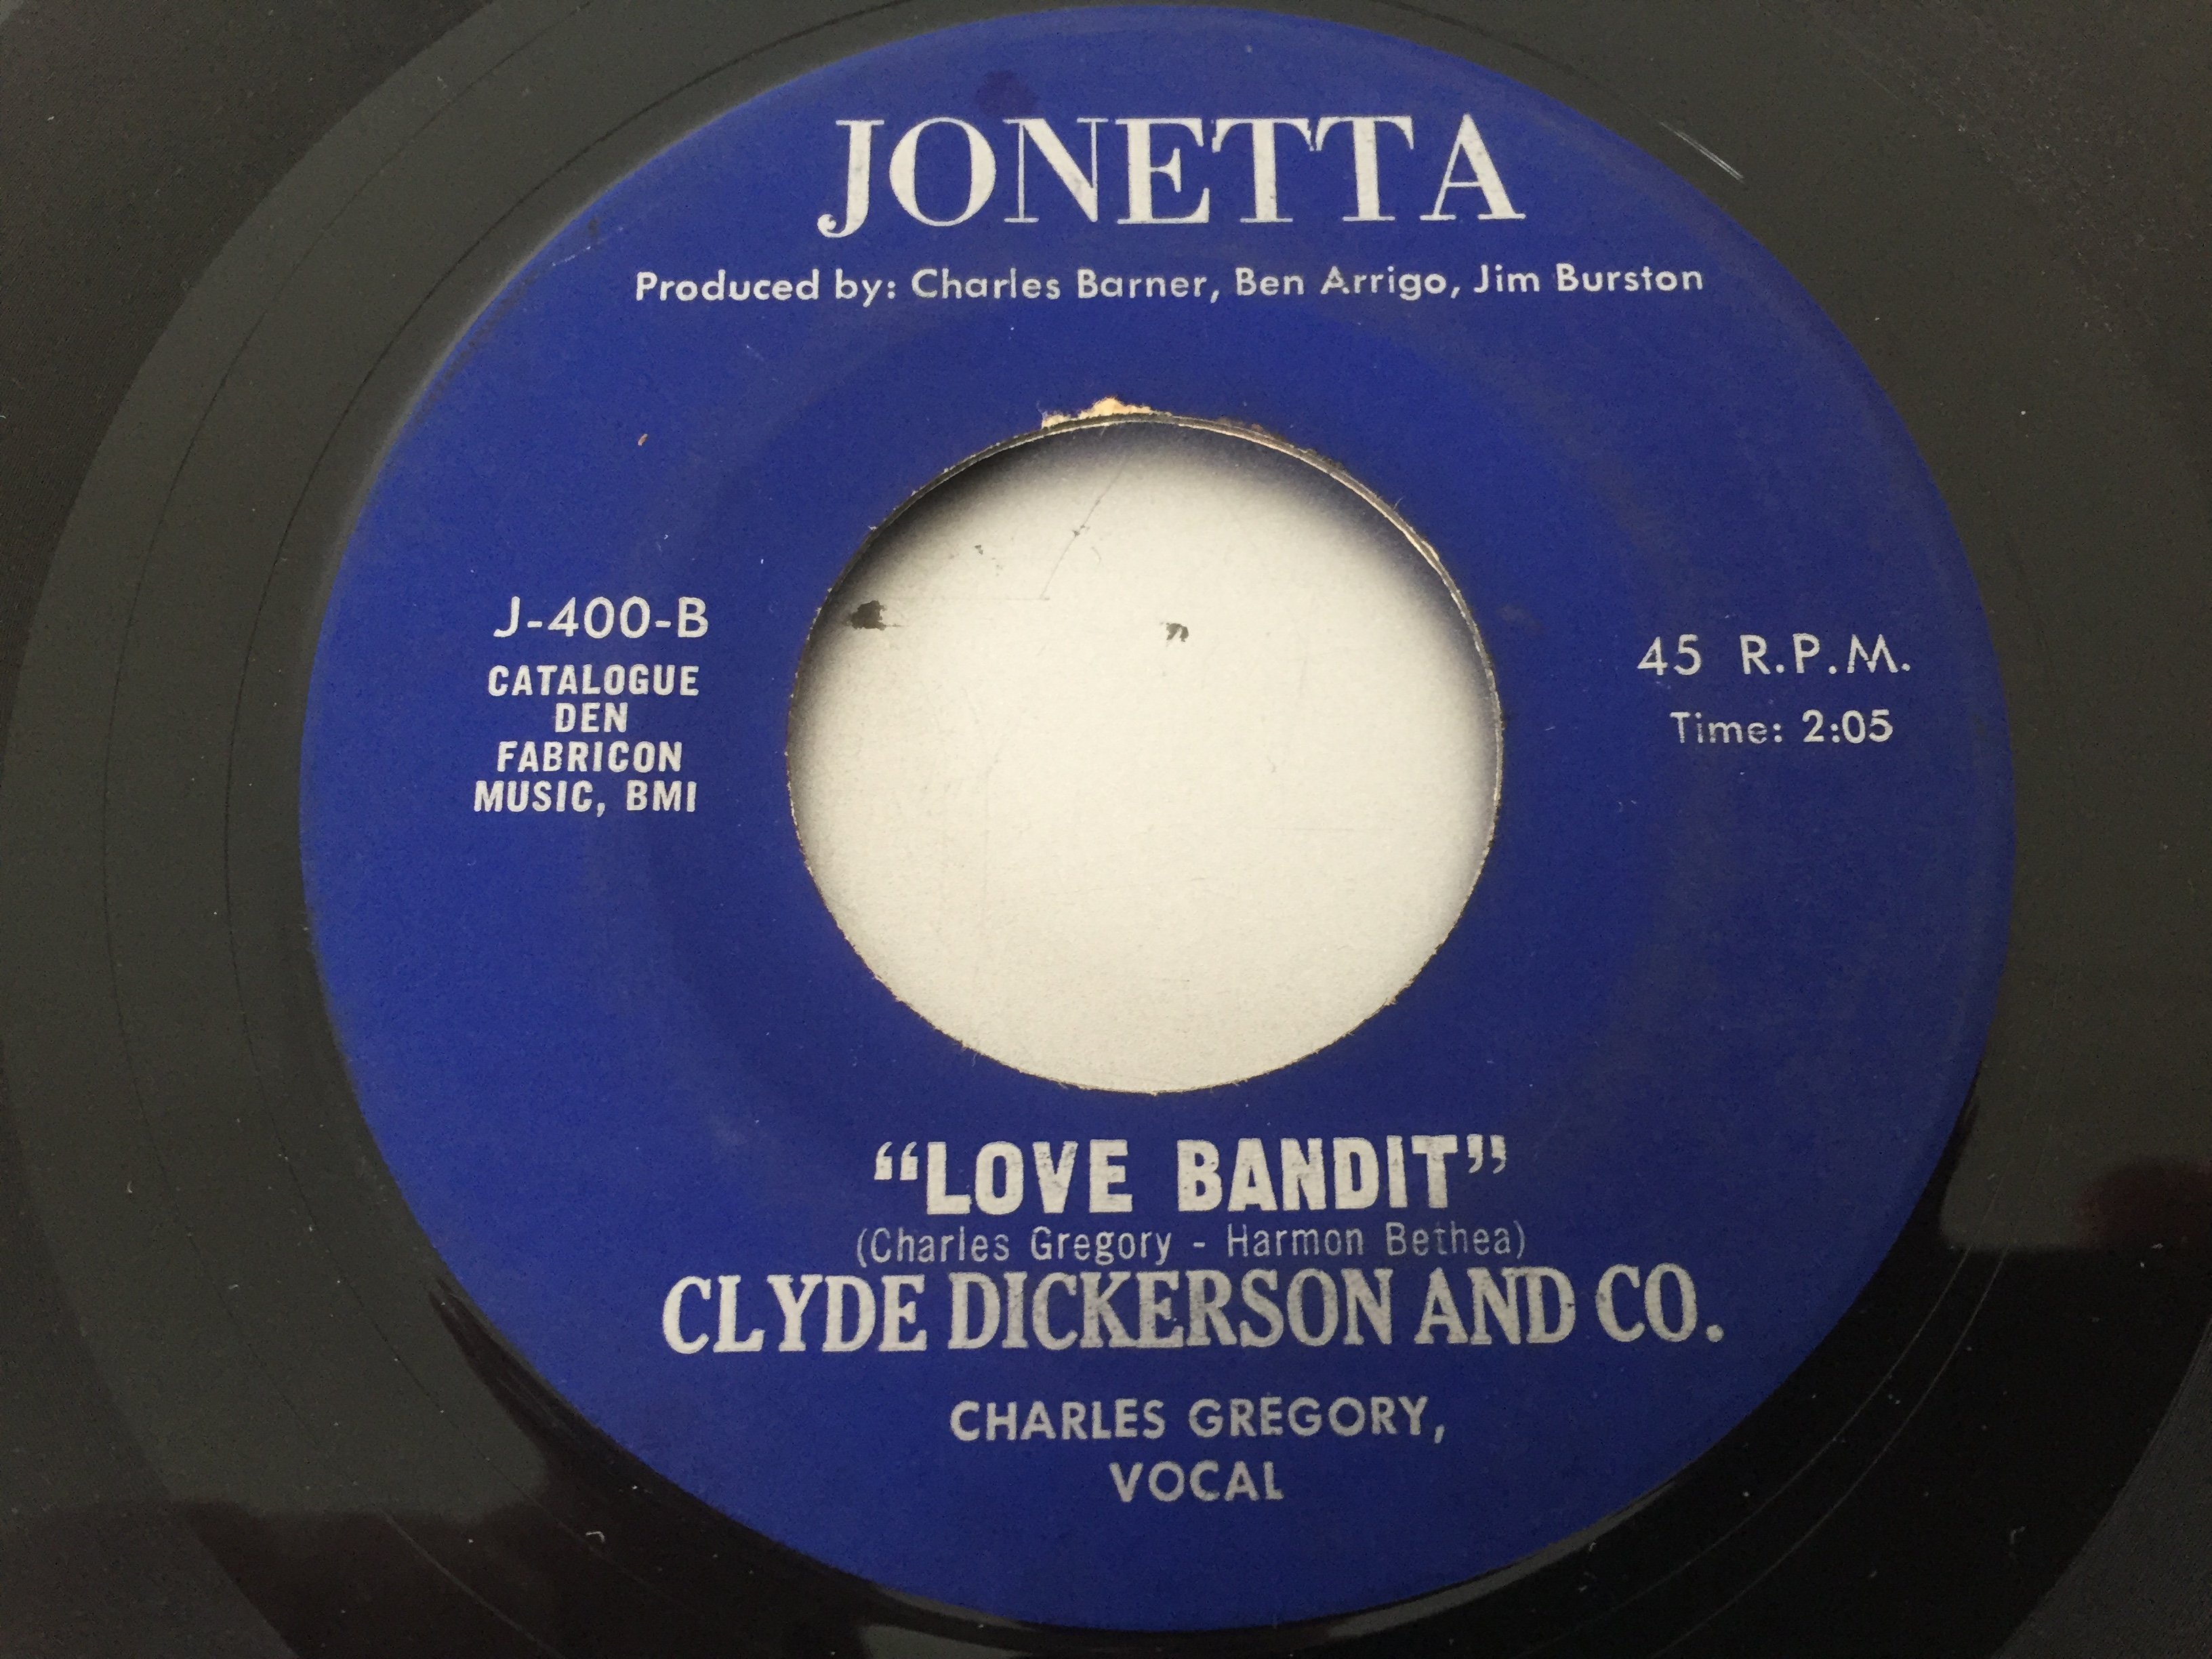 JONETTA
Produced by: Charles Barner, Ben Arrigo, Jim Burston
J-400-B
CATALOGUE
DEN
FABRICON
MUSIC, BMI
45 R.P.M.
Time: 2:05
“LOVE BANDIT”
(Charles Gregory - Harmon Bethea)
CLYDE DICKERSON AND CO.
CHARLES GREGORY,
VOCAL